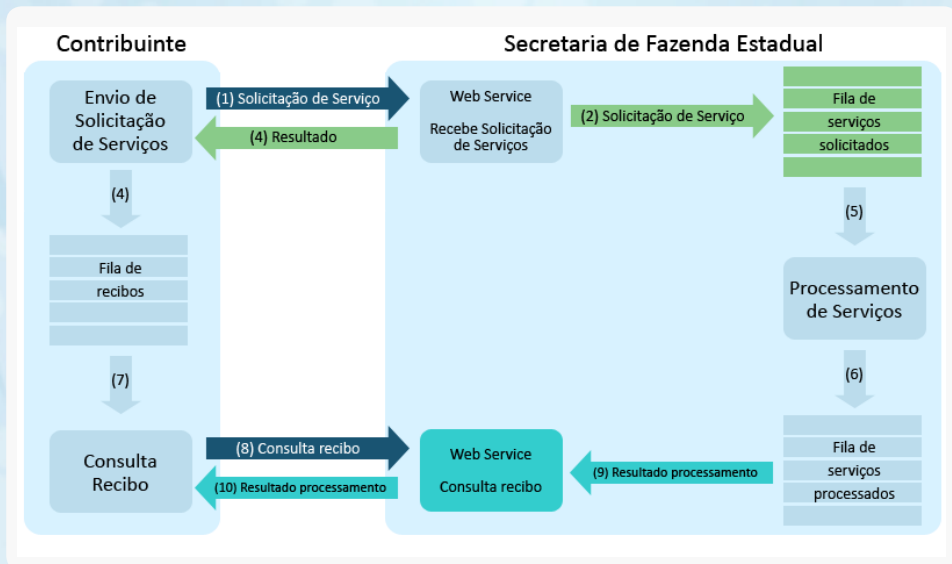 Contribuinte
Secretaria de Fazenda Estadual
Envio de
Solicitação
de Serviços
(1) Solicitação de Serviço
(4) Resultado
Web Service
Recebe Solicitação
de Serviços
(2) Solicitação de Serviço
Fila de
serviços
solicitados
(4)
(5)
Fila de
recibos
Processamento
de Serviços
(7)
(6)
Consulta
Recibo
(8) Consulta recibo
(10) Resultado processamento
Web Service
Consulta recibo
(9) Resultado processamento
Fila de
serviços
processados